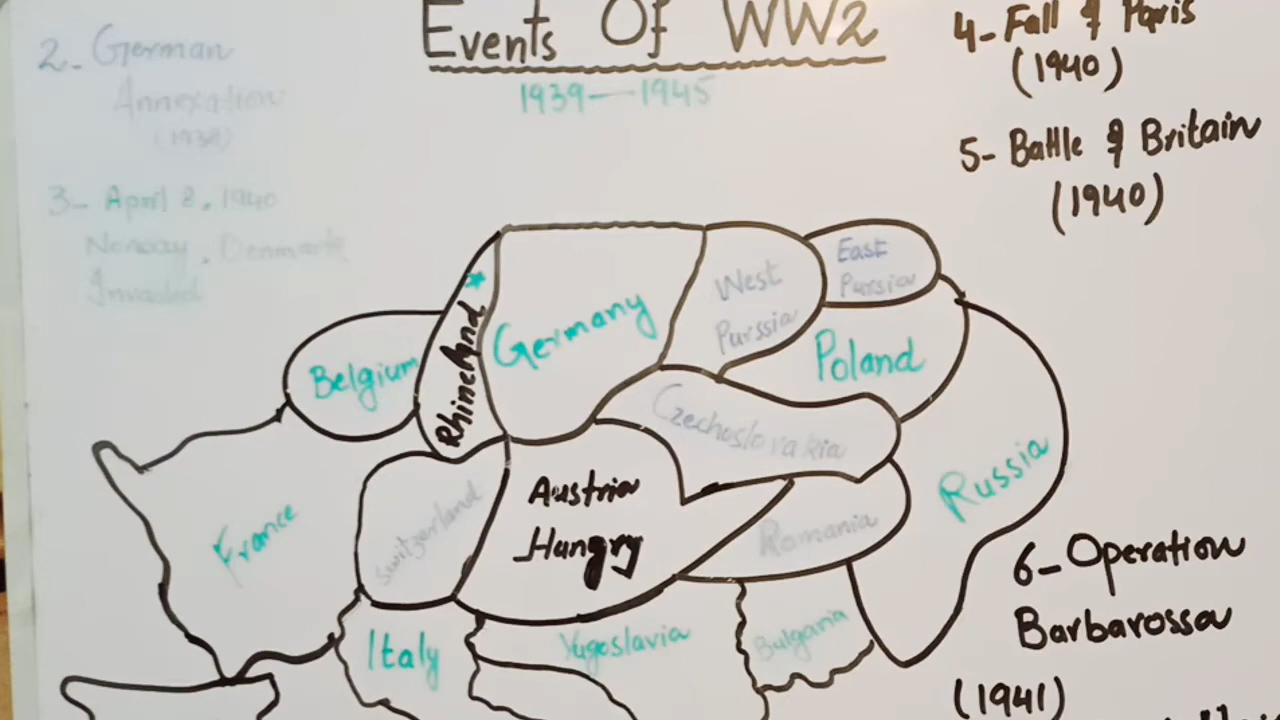 Events Of WW2
1939—1945
2- German
Annexation
(1938)
3- April 8, 1940
Norway, Denmark
Invaded
4- Fall of Paris
(1940)
5- Battle of Britain
(1940)
East
Pursia
West
Purssia
Germany
Rhineland
Belgium
Poland
Czechoslovakia
Russia
Austria
Hungry
Switzerland
France
Romania
Italy
Yugoslavia
Bulgaria
6- Operation
Barbarossa
(1941)